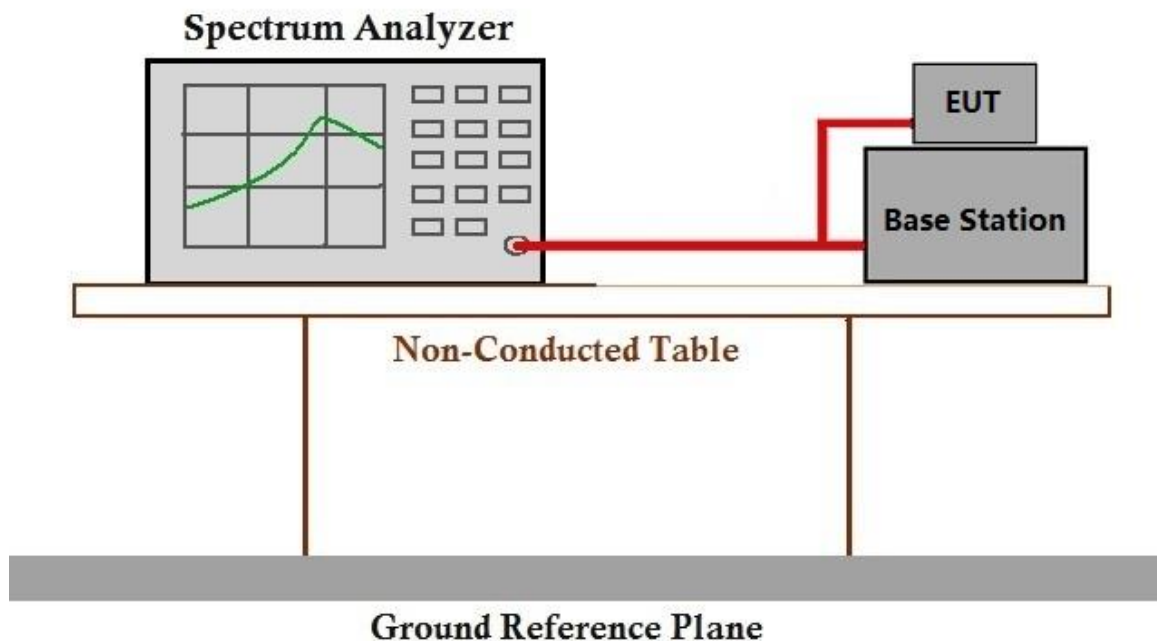 Spectrum Analyzer
EUT
Base Station
Non-Conducted Table
Ground Reference Plane